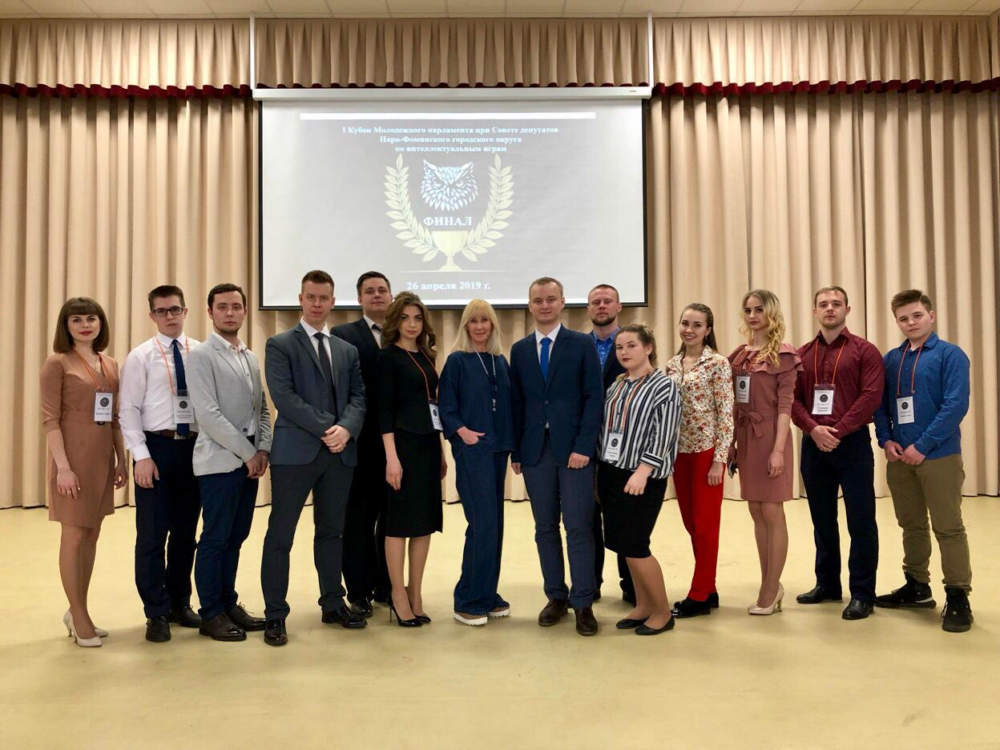 I Кубок Молодежного парламента при Совете депутатов
Наро-Фоминского городского округа
по интеллектуальным играм
ФИНАЛ
26 апреля 2019 г.